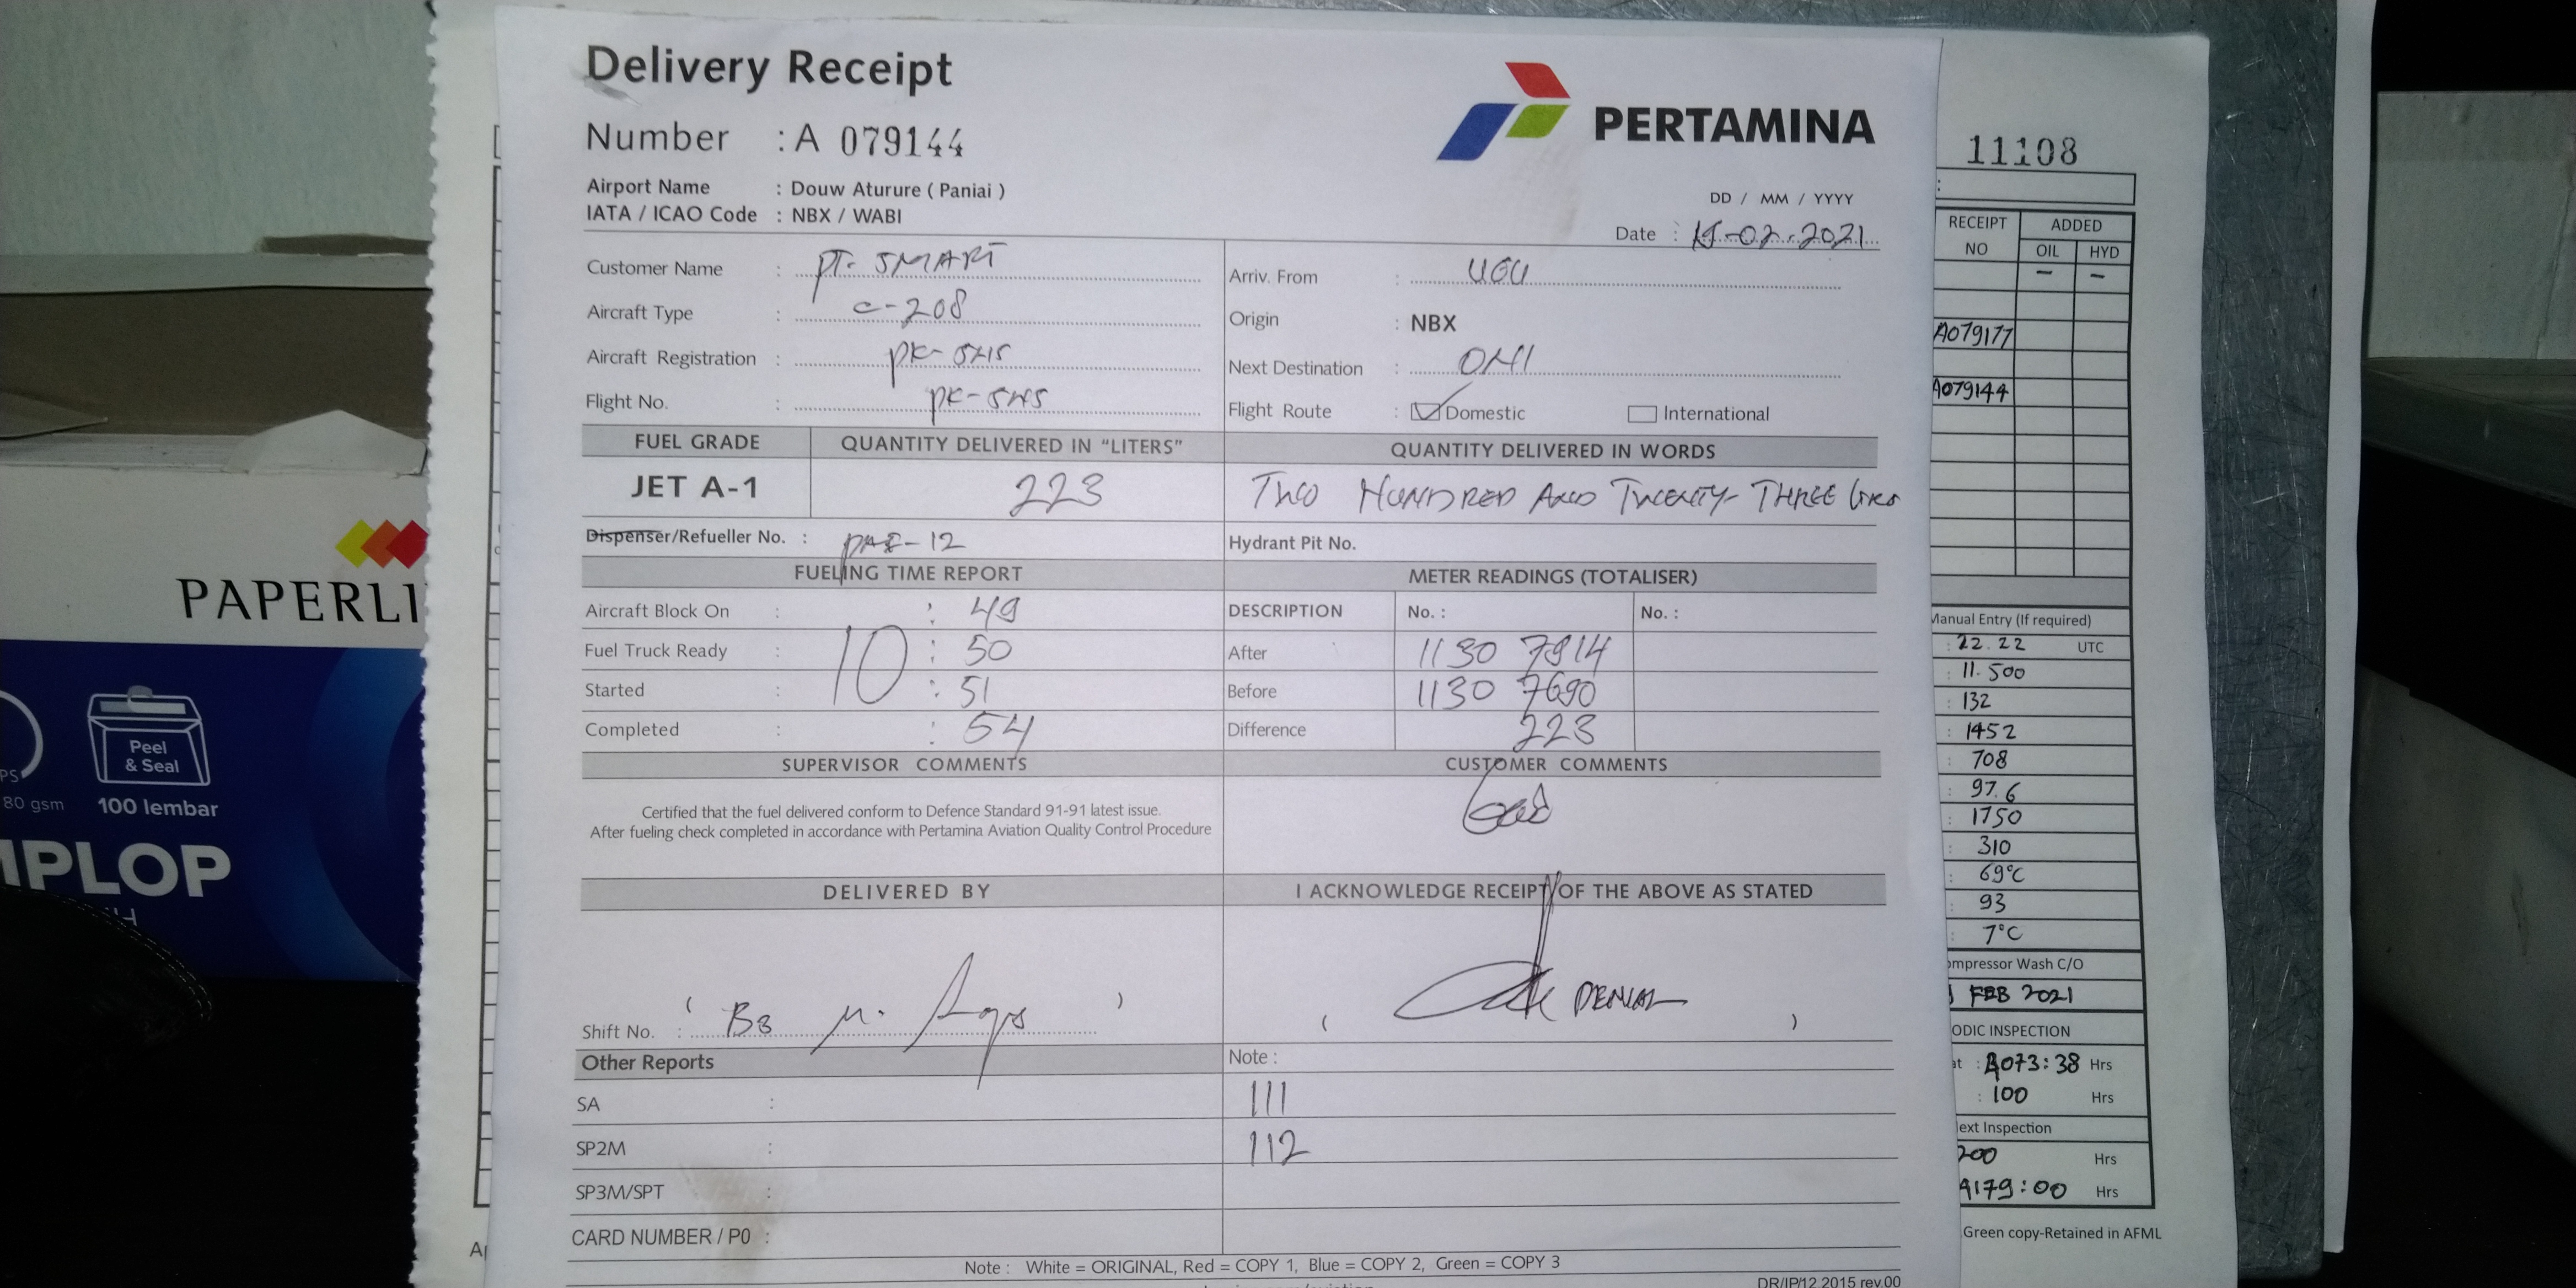 Delivery Receipt
PERTAMINA
Number : A 079144
Airport Name : Douw Aturure ( Paniai )
IATA / ICAO Code : NBX / WABI
DD / MM / YYYY
Date : 15-02-2021
Customer Name : PT. SMART
Arriv. From : UGU
Aircraft Type : C-208
Origin : NBX
Aircraft Registration :
Next Destination :
Flight No. :
Flight Route : Domestic International
FUEL GRADE QUANTITY DELIVERED IN "LITERS" QUANTITY DELIVERED IN WORDS
JET A-1 223 TWO HUNDRED AND TWENTY-THREE
Dispenser/Refueller No. : Hydrant Pit No.
FUELING TIME REPORT METER READINGS (TOTALISER)
Aircraft Block On : : 49 DESCRIPTION No. : No. :
Fuel Truck Ready : 10 : 50 After 1130 7914
Started : : 51 Before 1130 7690
Completed : : 54 Difference 223
SUPERVISOR COMMENTS CUSTOMER COMMENTS
Certified that the fuel delivered conform to Defence Standard 91-91 latest issue.
After fueling check completed in accordance with Pertamina Aviation Quality Control Procedure
Good
DELIVERED BY I ACKNOWLEDGE RECEIPT OF THE ABOVE AS STATED
Shift No. : ( B3 M. ) ( DENIAL )
Other Reports Note :
SA : 111
SP2M : 112
SP3M/SPT :
CARD NUMBER / P0 :
Note : White = ORIGINAL, Red = COPY 1, Blue = COPY 2, Green = COPY 3
DR/IP/12.2015 rev.00
11108
RECEIPT NO ADDED
OIL HYD
- -
A079177
A079144
Manual Entry (If required)
: 22.22 UTC
: 11.500
: 132
: 1452
: 708
: 97.6
: 1750
: 310
: 69°C
: 93
: 7°C
ompressor Wash C/O
FEB 2021
ODIC INSPECTION
at : A073:38 Hrs
: 100 Hrs
ext Inspection
200 Hrs
A179:00 Hrs
Green copy-Retained in AFML
PAPERLI
Peel
& Seal
80 gsm 100 lembar
MPLOP